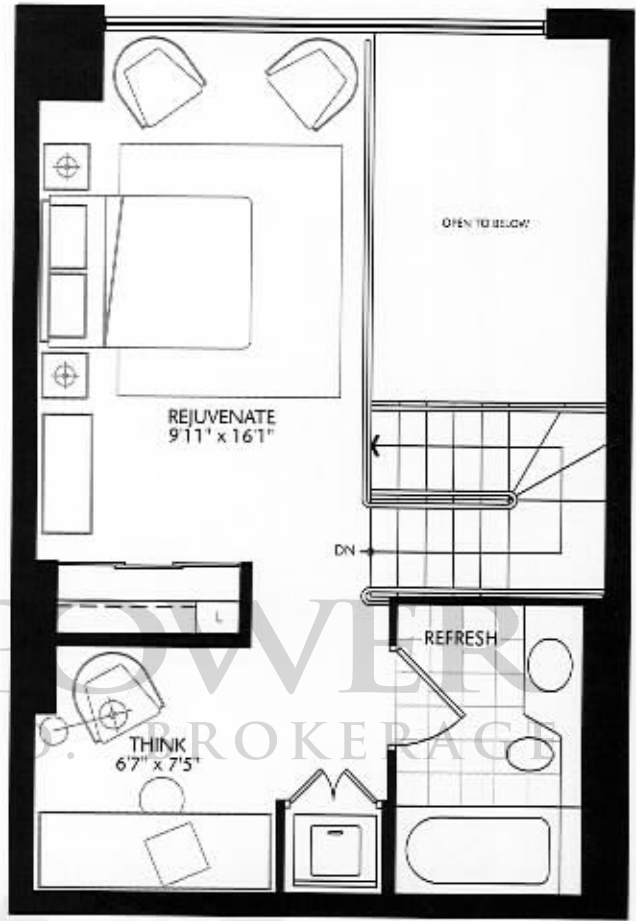 OPEN TO BELOW
REJUVENATE
9'11" x 16'1"
DN
L
REFRESH
OWER
BROKERAGE
THINK
6'7" x 7'5"